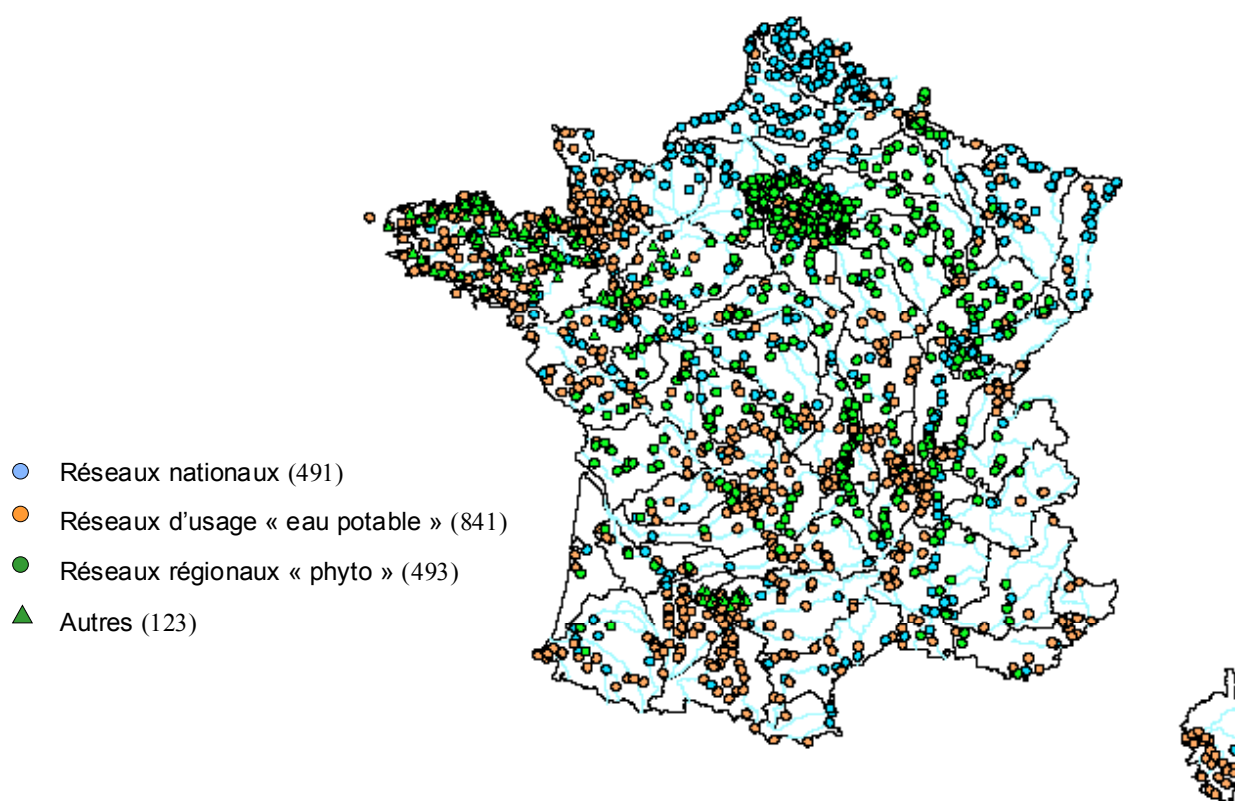 Réseaux nationaux (491)
Réseaux d'usage « eau potable » (841)
Réseaux régionaux « phyto » (493)
Autres (123)